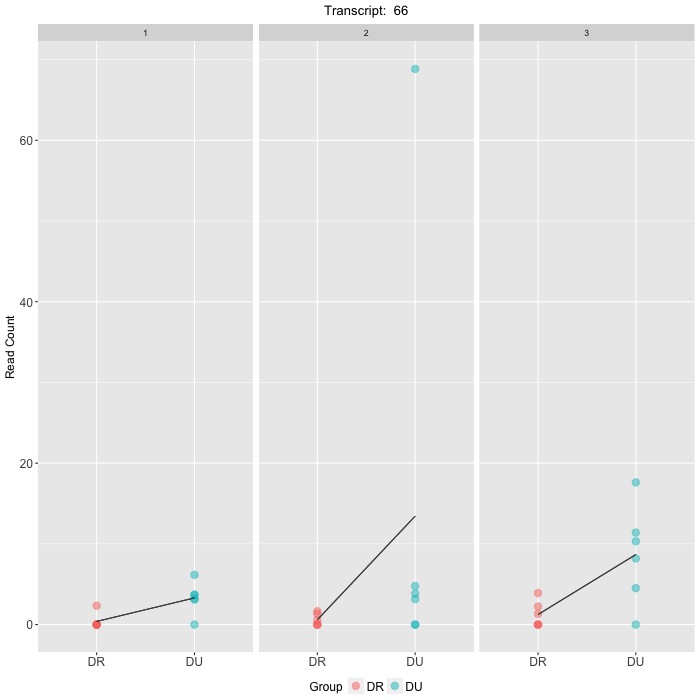 Transcript:  66
1 2 3
Read Count
60
40
20
0
DR DU DR DU DR DU
Group DR DU